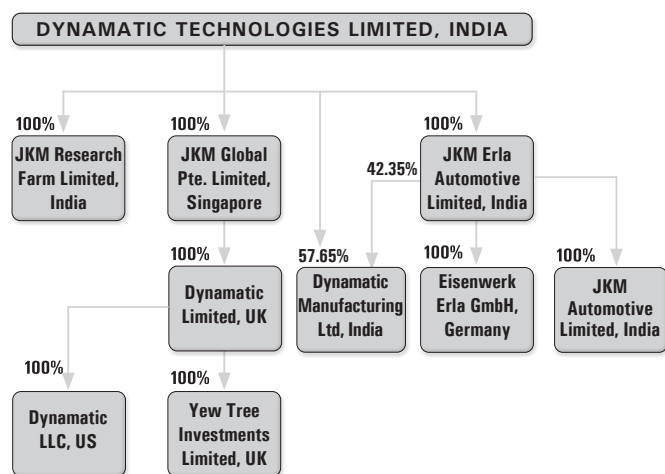 DYNAMATIC TECHNOLOGIES LIMITED, INDIA
100%
JKM Research
Farm Limited,
India
100%
JKM Global
Pte. Limited,
Singapore
100%
JKM Erla
Automotive
Limited, India
42.35%
100%
Dynamatic
Limited, UK
57.65%
Dynamatic
Manufacturing
Ltd, India
100%
Eisenwerk
Erla GmbH,
Germany
100%
JKM
Automotive
Limited, India
100%
Dynamatic
LLC, US
100%
Yew Tree
Investments
Limited, UK